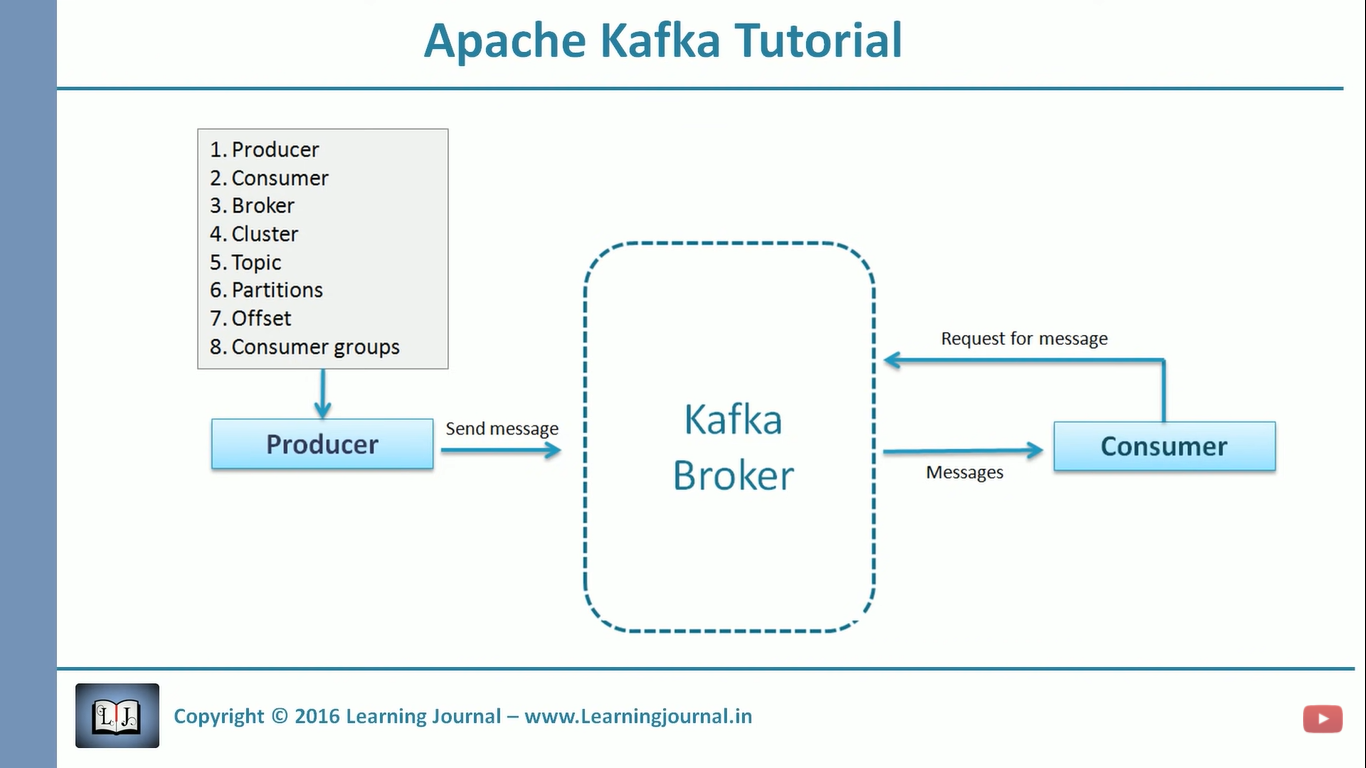 Apache Kafka Tutorial
1. Producer
2. Consumer
3. Broker
4. Cluster
5. Topic
6. Partitions
7. Offset
8. Consumer groups
Producer
Send message
Kafka
Broker
Request for message
Messages
Consumer
LJ
Copyright © 2016 Learning Journal – www.Learningjournal.in